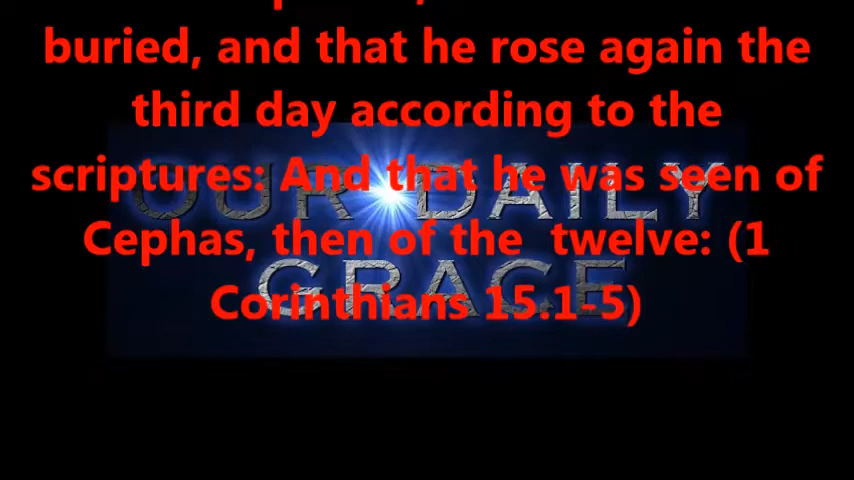 buried, and that he rose again the
third day according to the
scriptures: And that he was seen of
Cephas, then of the  twelve: (1
Corinthians 15.1-5)
OUR DAILY
GRACE